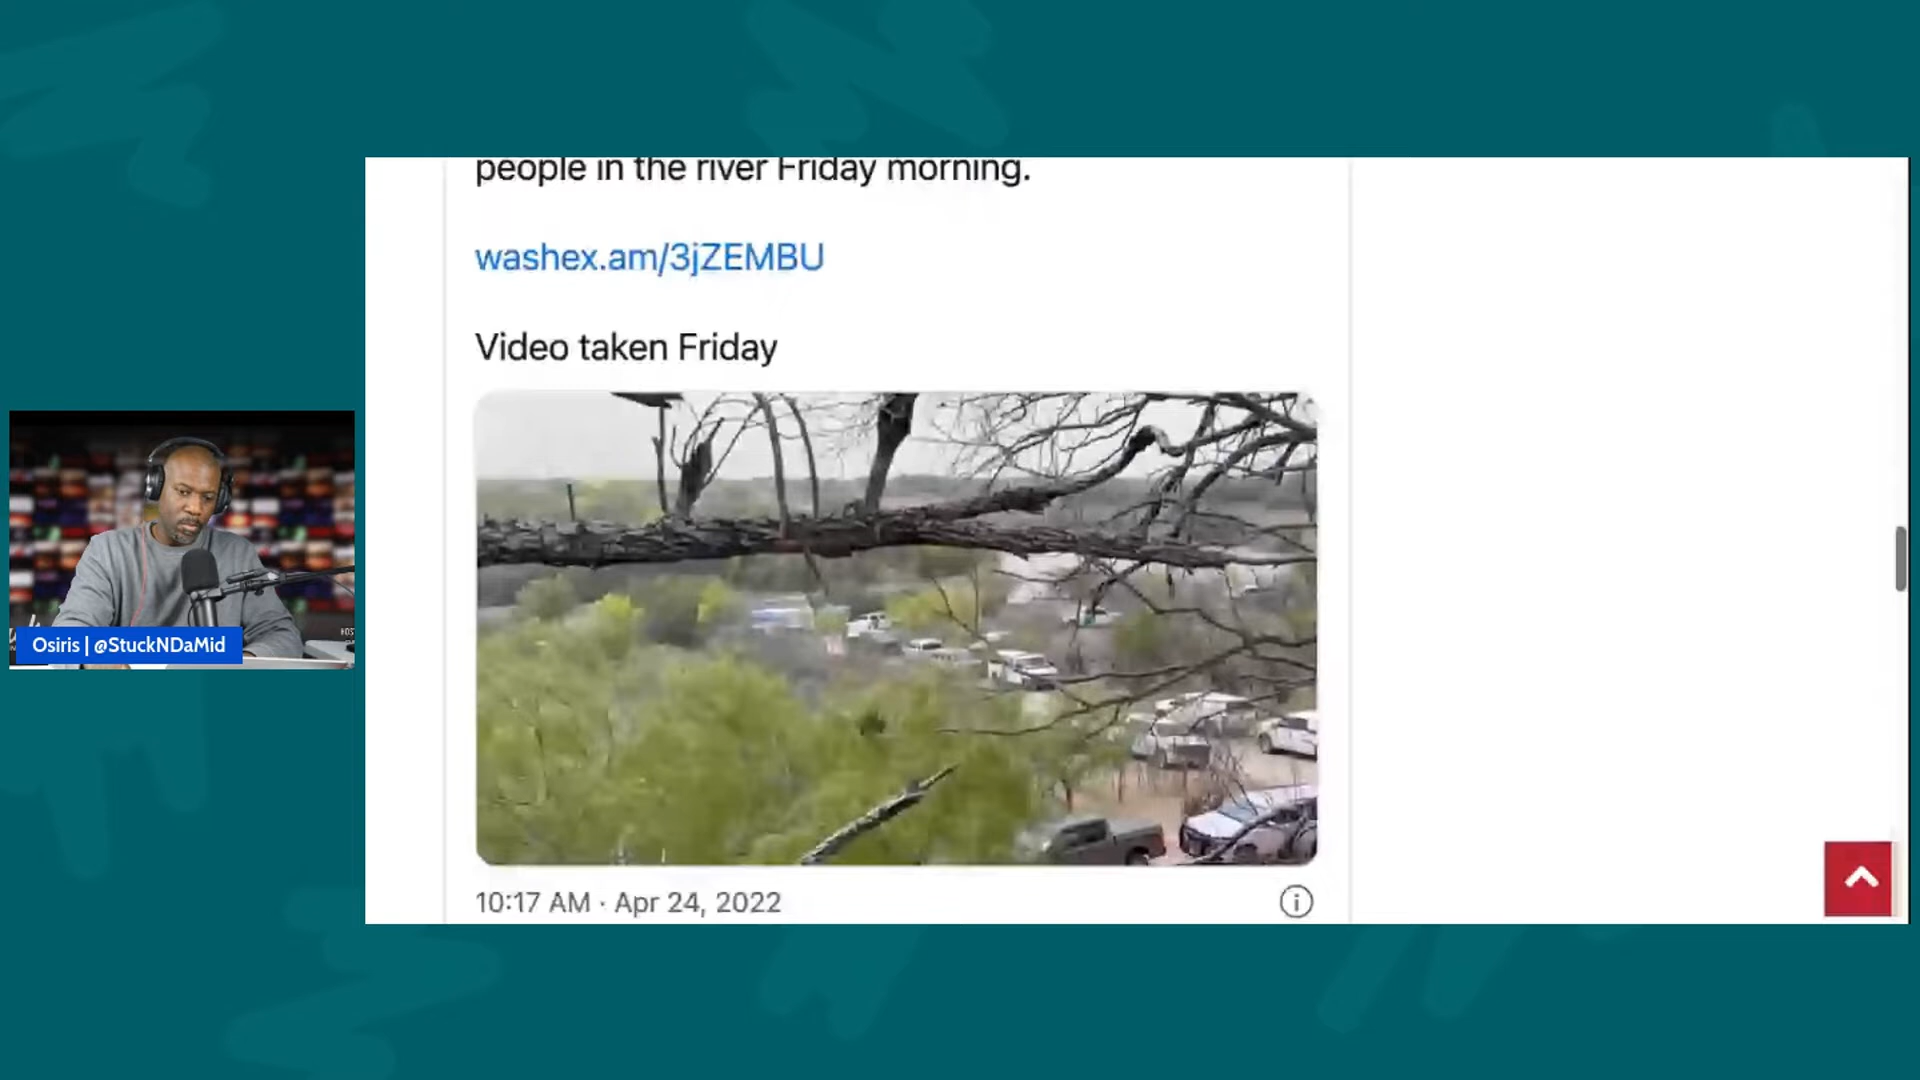 people in the river Friday morning.
washex.am/3jZEMBU
Video taken Friday
Osiris | @StuckNDaMid
10:17 AM · Apr 24, 2022